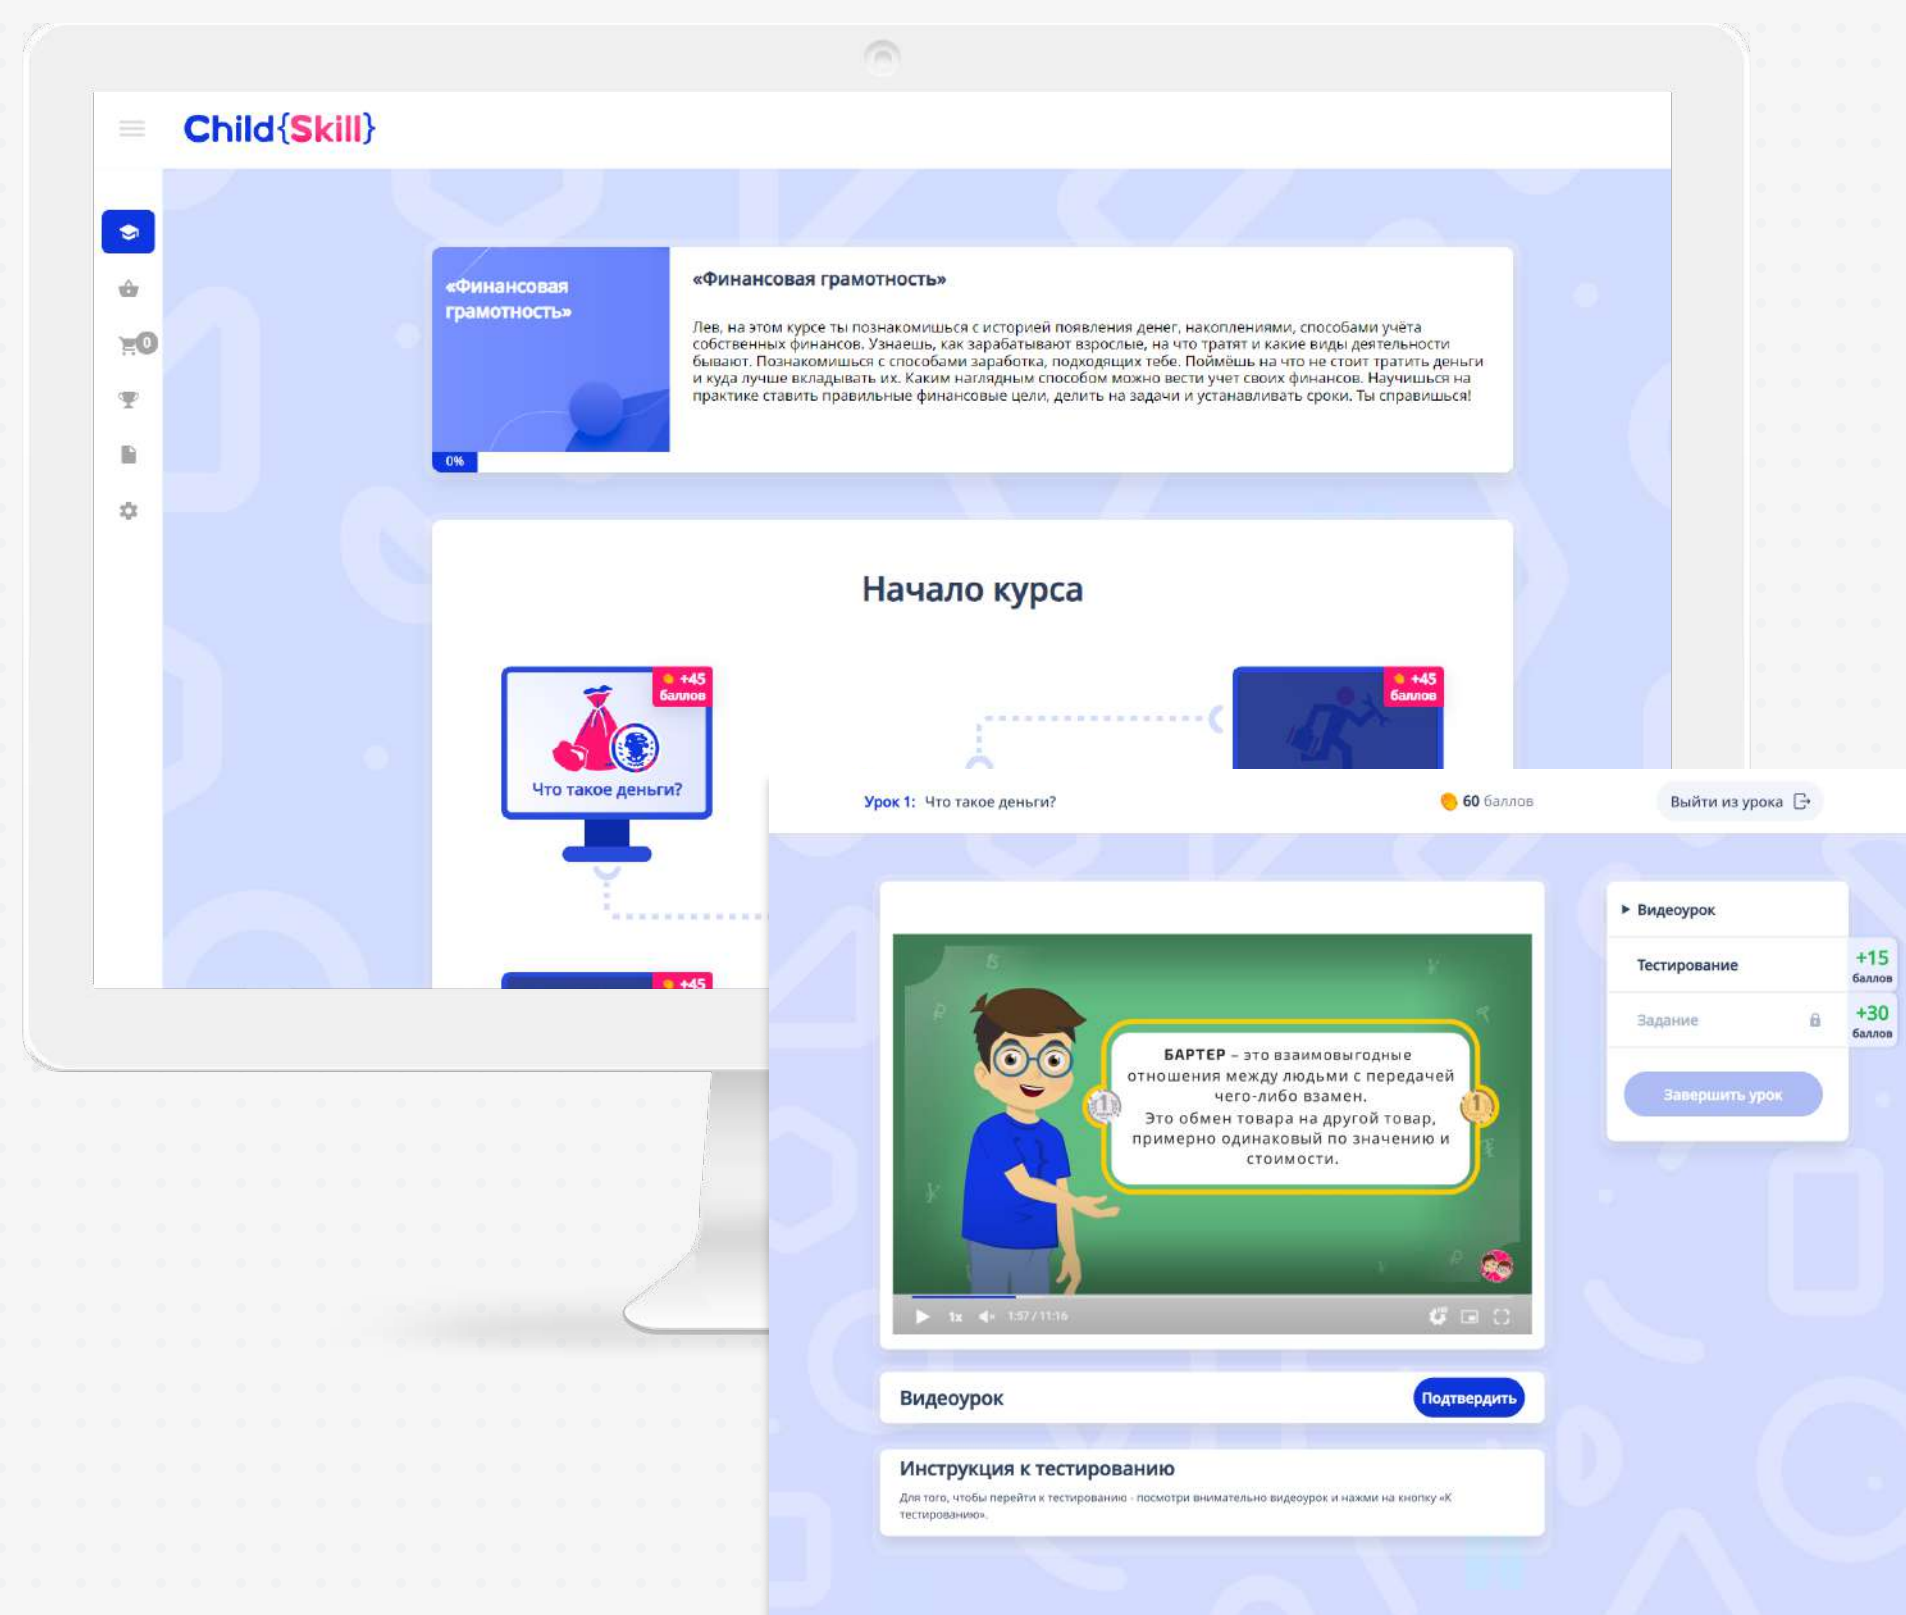 Child{Skill}
0
«Финансовая
грамотность»
0%
«Финансовая грамотность»
Лев, на этом курсе ты познакомишься с историей появления денег, накоплениями, способами учёта
собственных финансов. Узнаешь, как зарабатывают взрослые, на что тратят и какие виды деятельности
бывают. Познакомишься с способами заработка, подходящих тебе. Поймёшь на что не стоит тратить деньги
и куда лучше вкладывать их. Каким наглядным способом можно вести учет своих финансов. Научишься на
практике ставить правильные финансовые цели, делить на задачи и устанавливать сроки. Ты справишься!
Начало курса
+45
баллов
Что такое деньги?
+45
баллов
+45
Урок 1: Что такое деньги?
60 баллов
Выйти из урока
БАРТЕР – это взаимовыгодные
отношения между людьми с передачей
чего-либо взамен.
Это обмен товара на другой товар,
примерно одинаковый по значению и
стоимости.
1
1
1x 1:57 / 11:16
Видеоурок
Тестирование
+15
баллов
Задание
+30
баллов
Завершить урок
Видеоурок
Подтвердить
Инструкция к тестированию
Для того, чтобы перейти к тестированию - посмотри внимательно видеоурок и нажми на кнопку «К
тестированию».